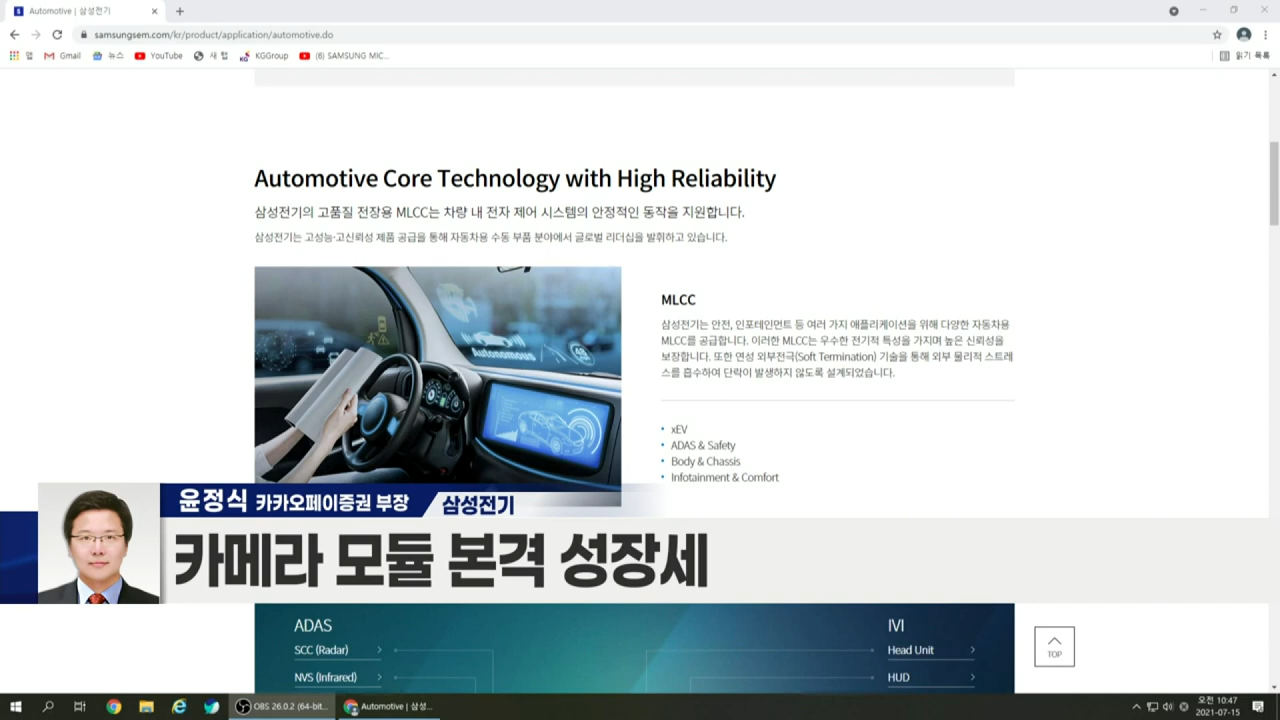 Automotive | 삼성전기
samsungsem.com/kr/product/application/automotive.do
앱 Gmail 뉴스 YouTube 새 탭 KGGroup (6) SAMSUNG MIC... 읽기 목록
Automotive Core Technology with High Reliability
삼성전기의 고품질 전장용 MLCC는 차량 내 전자 제어 시스템의 안정적인 동작을 지원합니다.
삼성전기는 고성능·고신뢰성 제품 공급을 통해 자동차용 수동 부품 분야에서 글로벌 리더십을 발휘하고 있습니다.
Autonomous
MLCC
삼성전기는 안전, 인포테인먼트 등 여러 가지 애플리케이션을 위해 다양한 자동차용
MLCC를 공급합니다. 이러한 MLCC는 우수한 전기적 특성을 가지며 높은 신뢰성을
보장합니다. 또한 연성 외부전극(Soft Termination) 기술을 통해 외부 물리적 스트레
스를 흡수하여 단락이 발생하지 않도록 설계되었습니다.
xEV
ADAS & Safety
Body & Chassis
Infotainment & Comfort
윤정식 카카오페이증권 부장 삼성전기
카메라 모듈 본격 성장세
ADAS
SCC (Radar)
NVS (Infrared)
IVI
Head Unit
HUD
TOP
OBS 26.0.2 (64-bit... Automotive | 삼성...
오전 10:47
2021-07-15